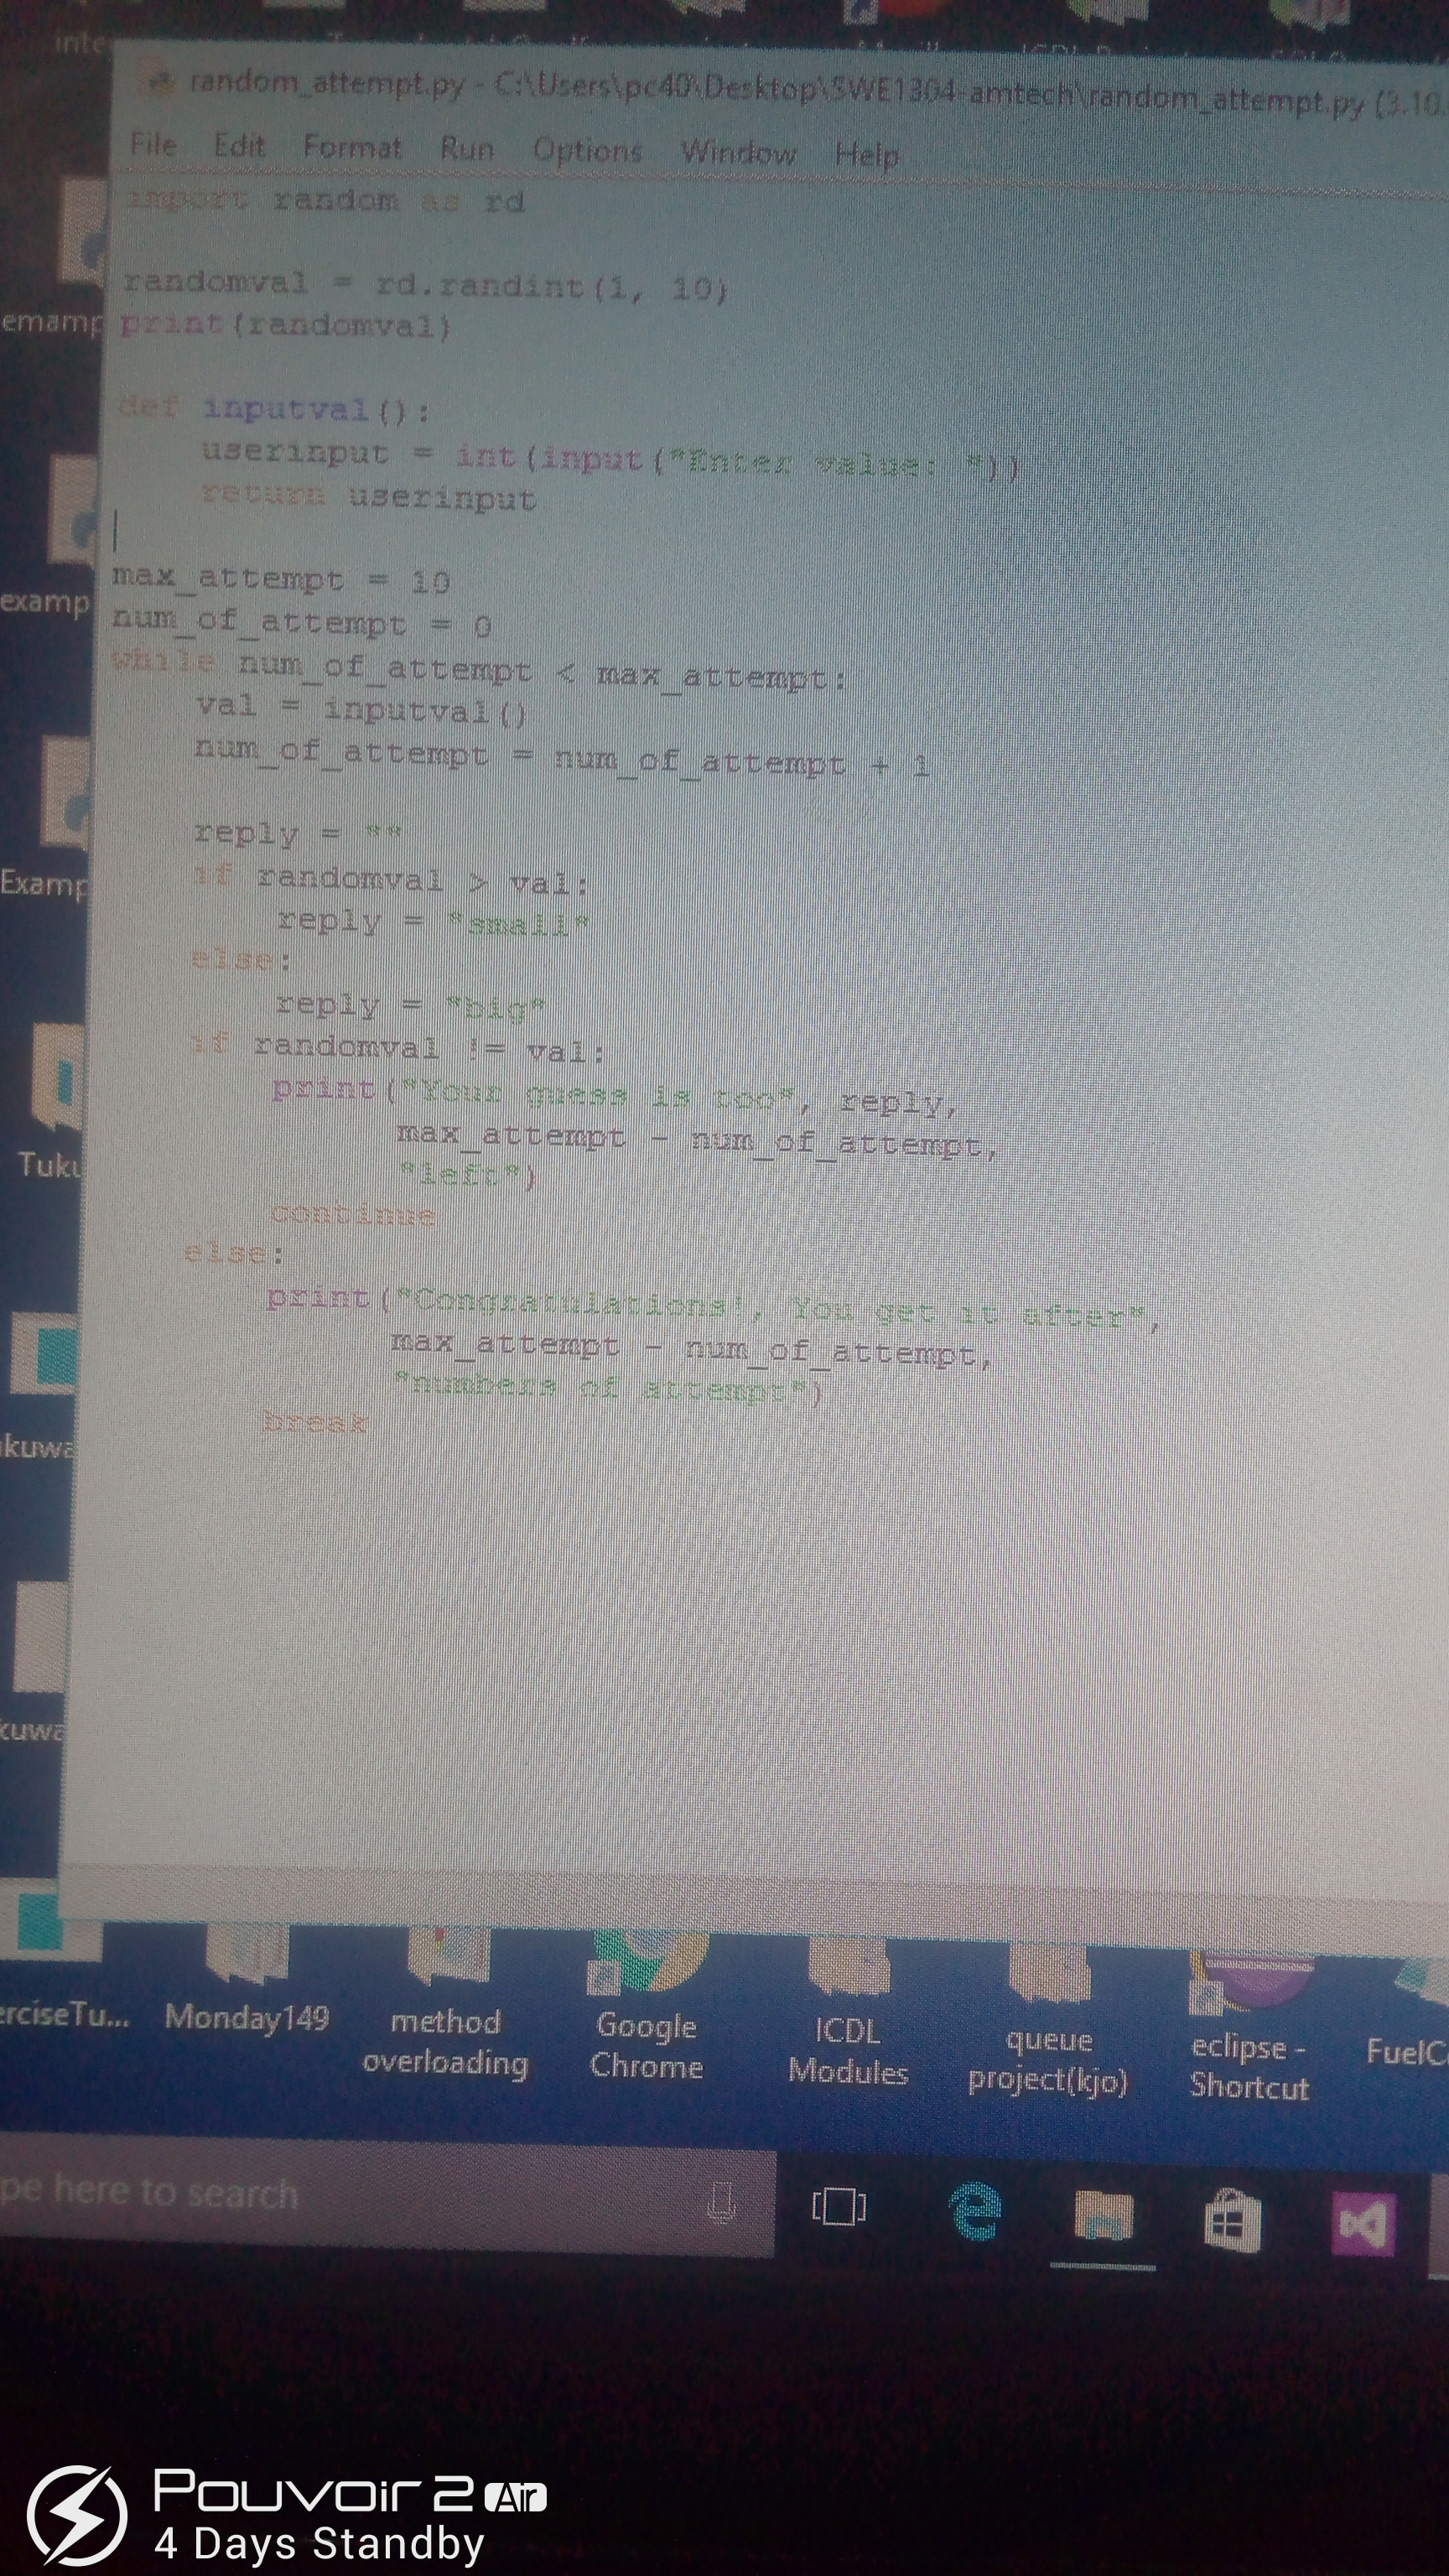 random_attempt.py - C:\Users\pc40\Desktop\SWE1304-amtech\random_attempt.py (3.10.
File Edit Format Run Options Window Help
import random as rd
randomval = rd.randint(1, 10)
print(randomval)
def inputval():
userinput = int(input("Enter value: "))
return userinput
max_attempt = 10
num_of_attempt = 0
while num_of_attempt < max_attempt:
val = inputval()
num_of_attempt = num_of_attempt + 1
reply = ""
if randomval > val:
reply = "small"
else:
reply = "big"
if randomval != val:
print("Your guess is too", reply,
max_attempt - num_of_attempt,
"left")
continue
else:
print("Congratulations!, You get it after",
max_attempt - num_of_attempt,
"numbers of attempt")
break
emamp
examp
Examp
Tuku
kuwa
kuwa
erciseTu...
Monday149
method overloading
Google Chrome
ICDL Modules
queue project(kjo)
eclipse - Shortcut
FuelC
pe here to search
Pouvoir 2 Air
4 Days Standby